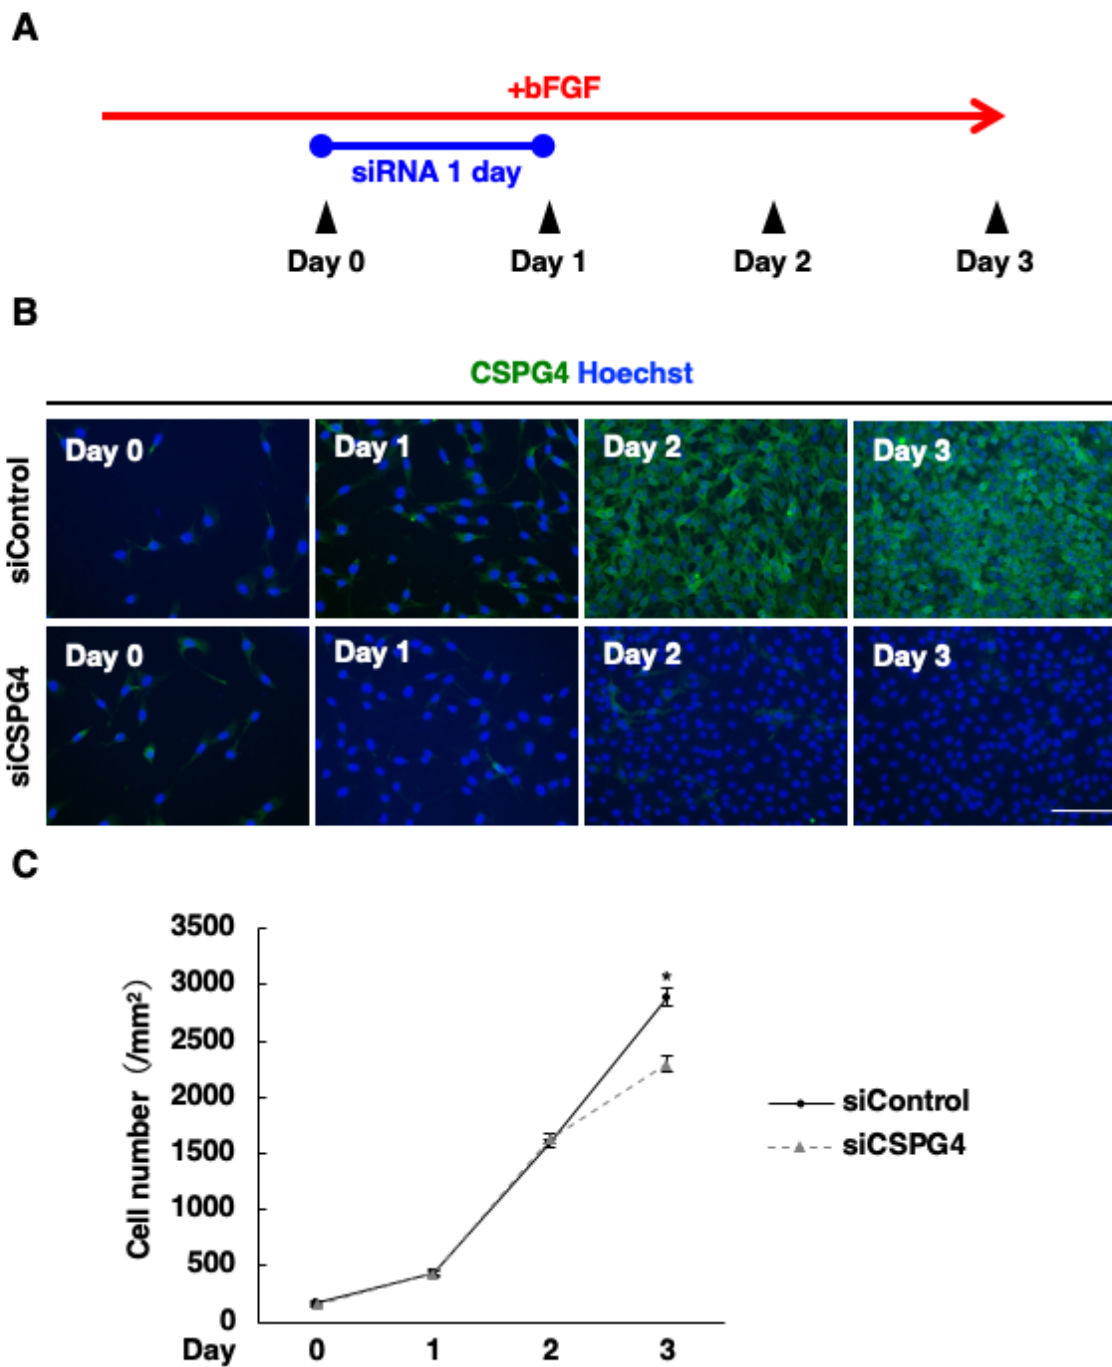 A
+bFGF
siRNA 1 day
Day 0 Day 1 Day 2 Day 3
B
CSPG4 Hoechst
siControl
Day 0 Day 1 Day 2 Day 3
siCSPG4
Day 0 Day 1 Day 2 Day 3
C
Cell number (/mm²)
3500
3000
2500
2000
1500
1000
500
0
*
siControl
siCSPG4
Day 0 1 2 3